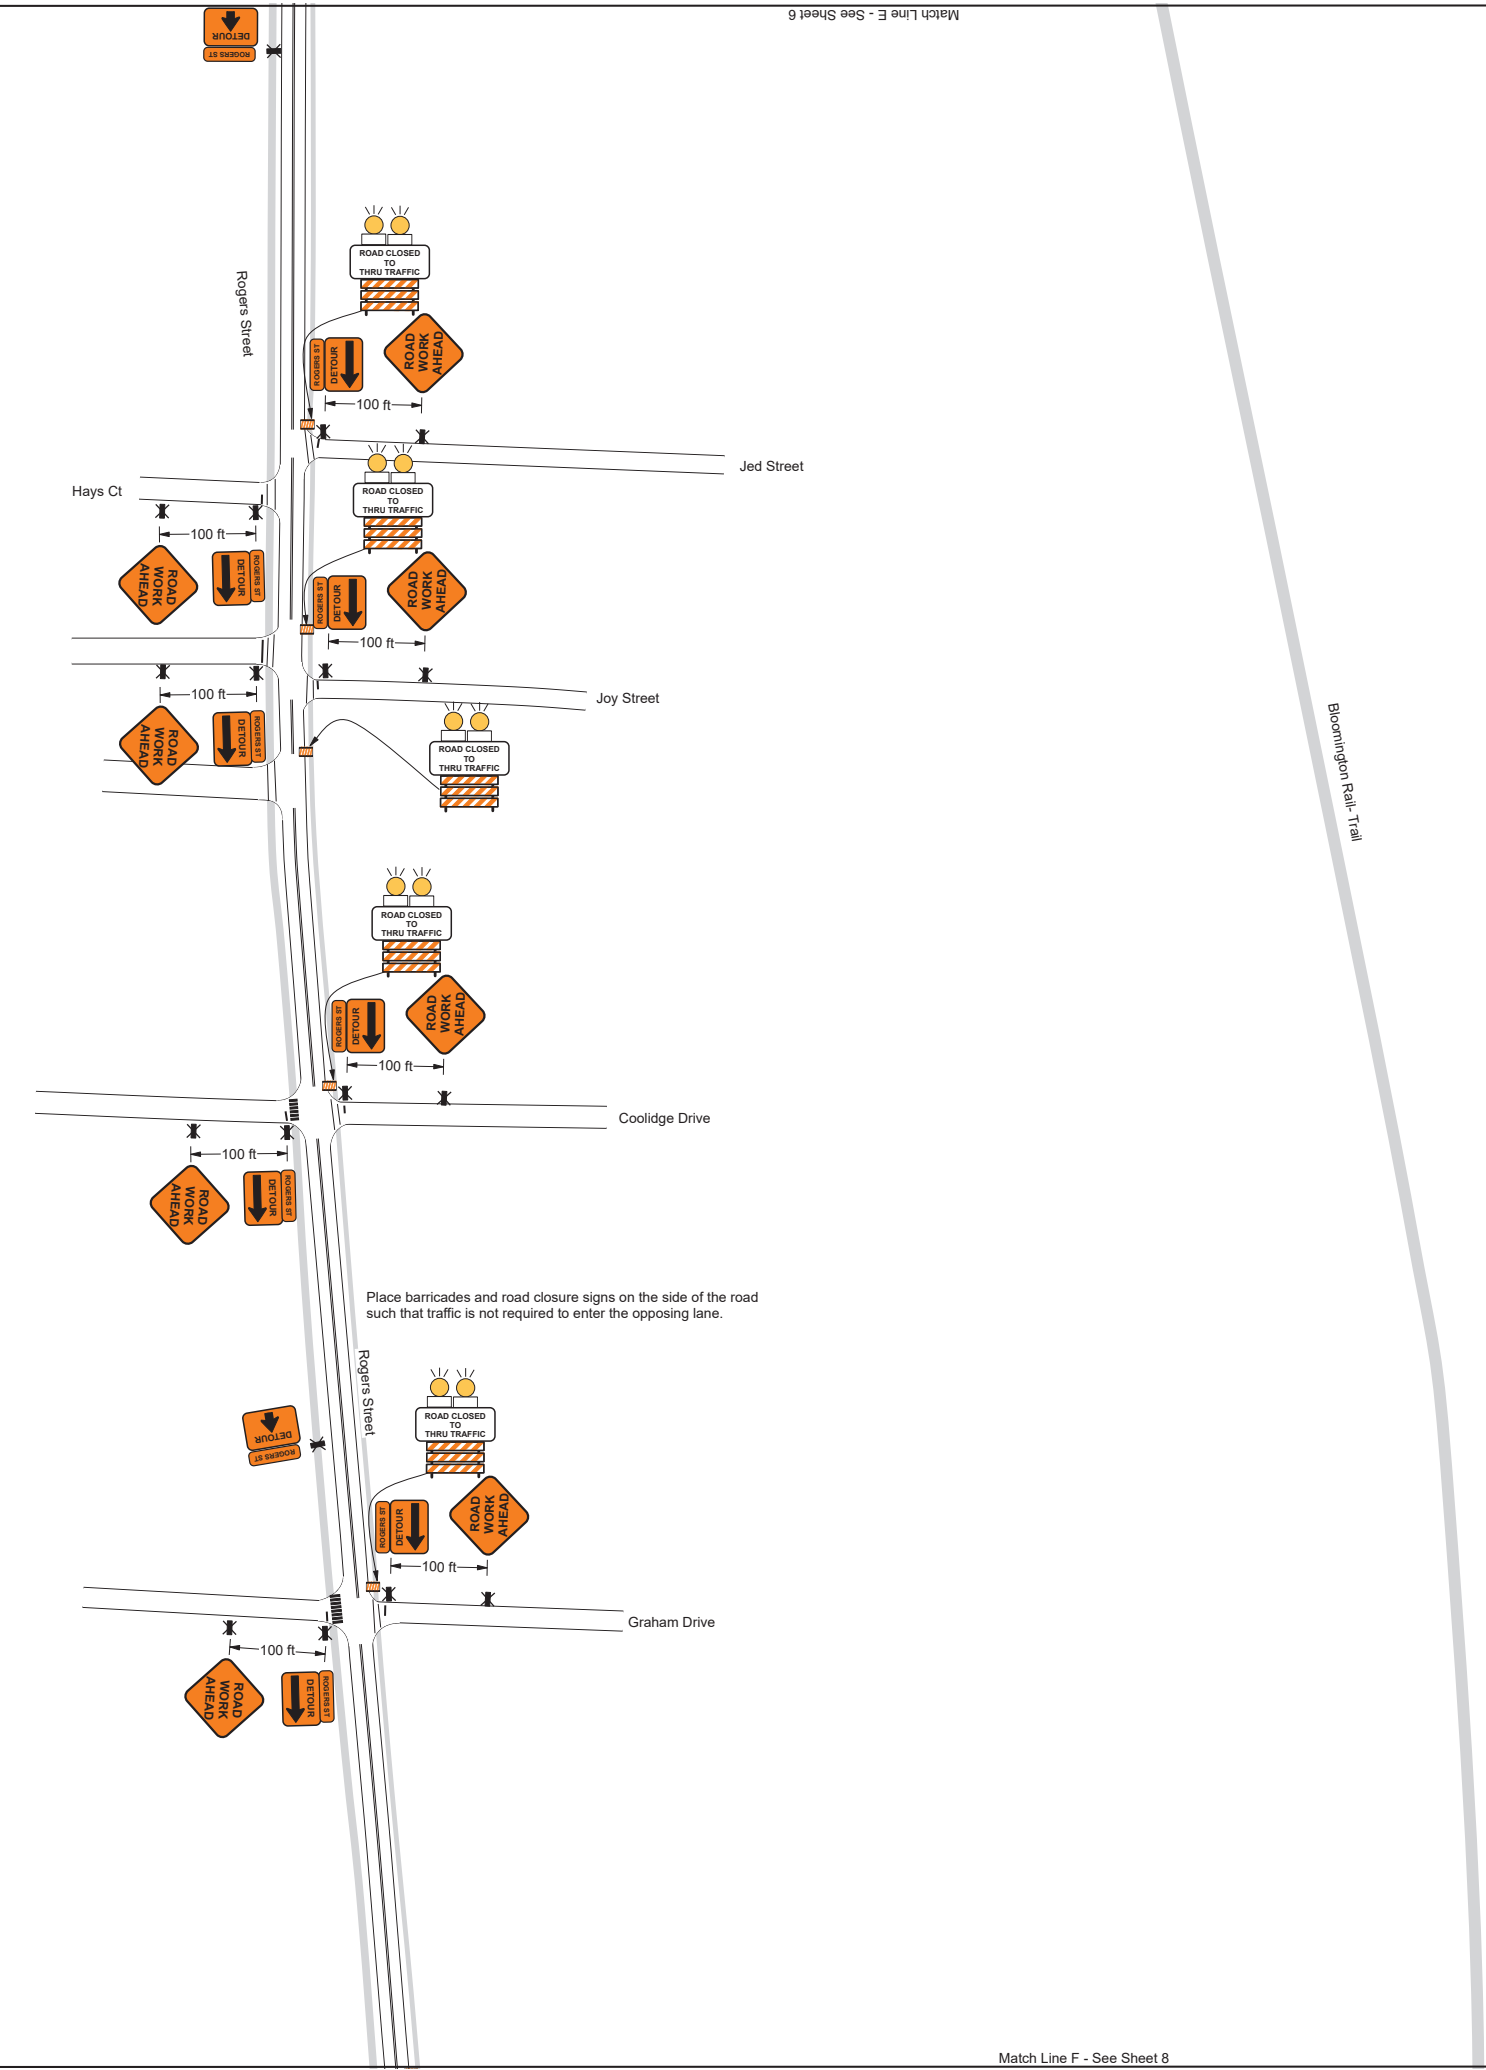 Match Line E - See Sheet 6
DETOUR
ROGERS ST
Rogers Street
ROAD CLOSED
TO
THRU TRAFFIC
ROGERS ST
DETOUR
ROAD
WORK
AHEAD
100 ft
Jed Street
Hays Ct
100 ft
ROAD
WORK
AHEAD
DETOUR
ROGERS ST
ROAD CLOSED
TO
THRU TRAFFIC
ROGERS ST
DETOUR
ROAD
WORK
AHEAD
100 ft
Joy Street
100 ft
ROAD
WORK
AHEAD
DETOUR
ROGERS ST
ROAD CLOSED
TO
THRU TRAFFIC
Bloomington Rail- Trail
ROAD CLOSED
TO
THRU TRAFFIC
ROGERS ST
DETOUR
ROAD
WORK
AHEAD
100 ft
Coolidge Drive
100 ft
ROAD
WORK
AHEAD
DETOUR
ROGERS ST
Place barricades and road closure signs on the side of the road
such that traffic is not required to enter the opposing lane.
Rogers Street
DETOUR
ROGERS ST
ROAD CLOSED
TO
THRU TRAFFIC
ROGERS ST
DETOUR
ROAD
WORK
AHEAD
100 ft
Graham Drive
100 ft
ROAD
WORK
AHEAD
DETOUR
ROGERS ST
Match Line F - See Sheet 8